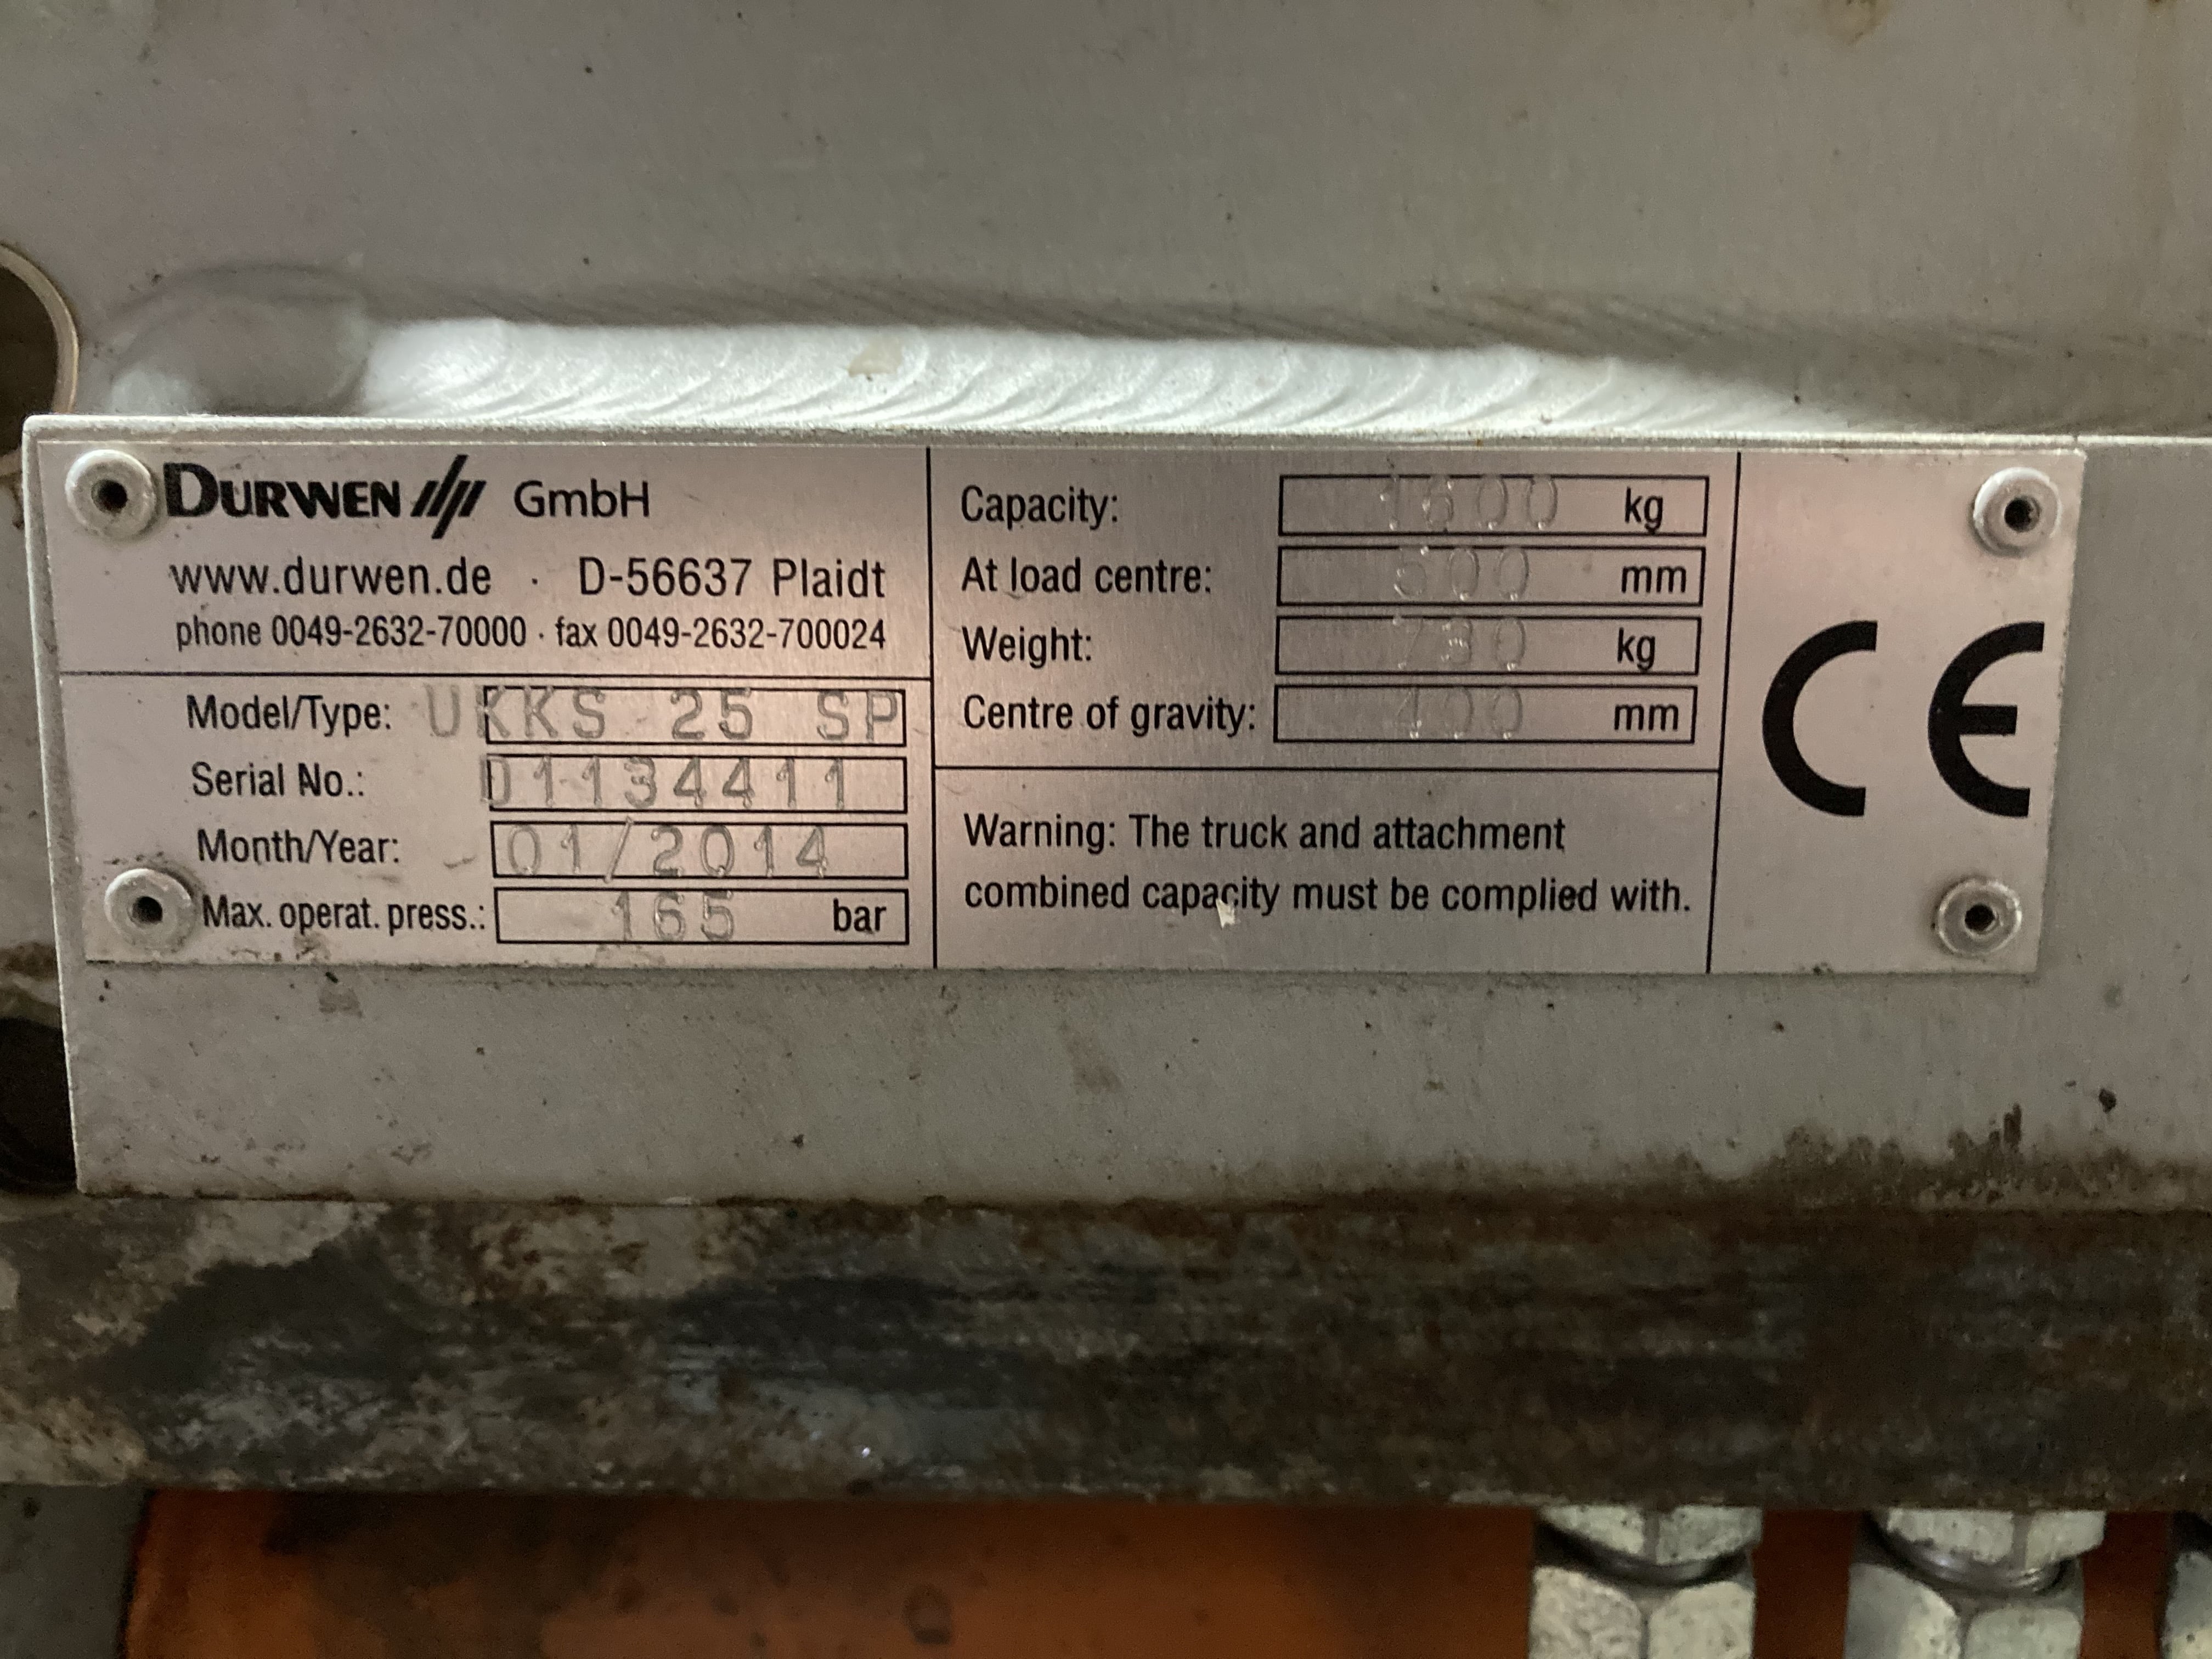 DURWEN GmbH
www.durwen.de · D-56637 Plaidt
phone 0049-2632-70000 · fax 0049-2632-700024
Model/Type: UKKS 25 SP
Serial No.: D1134411
Month/Year: 01/2014
Max. operat. press.: 165 bar
Capacity: 1600 kg
At load centre: mm
Weight: 730 kg
Centre of gravity: 400 mm
Warning: The truck and attachment
combined capacity must be complied with.
CE